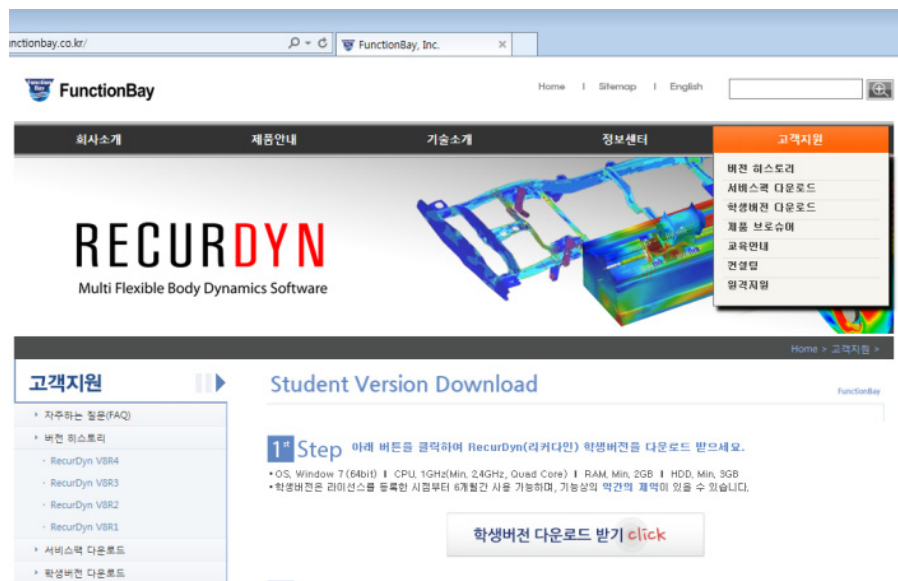 nctionbay.co.kr/
FunctionBay, Inc.
FunctionBay
Home | Sitemap | English
회사소개 제품안내 기술소개 정보센터 고객지원
버전 히스토리
서비스팩 다운로드
학생버전 다운로드
제품 브로슈어
교육안내
컨설팅
원격지원
RECURDYN
Multi Flexible Body Dynamics Software
Home > 고객지원 >
고객지원
자주하는 질문(FAQ)
버전 히스토리
RecurDyn V8R4
RecurDyn V8R3
RecurDyn V8R2
RecurDyn V8R1
서비스팩 다운로드
학생버전 다운로드
Student Version Download
FunctionBay
1st Step 아래 버튼을 클릭하여 RecurDyn(리커다인) 학생버전을 다운로드 받으세요.
•OS, Window 7(64bit) | CPU, 1GHz(Min, 2,4GHz, Quad Core) | RAM, Min, 2GB | HDD, Min, 3GB
•학생버전은 라이선스를 등록한 시점부터 6개월간 사용 가능하며, 기능상의 약간의 제약이 있을 수 있습니다.
학생버전 다운로드 받기 click